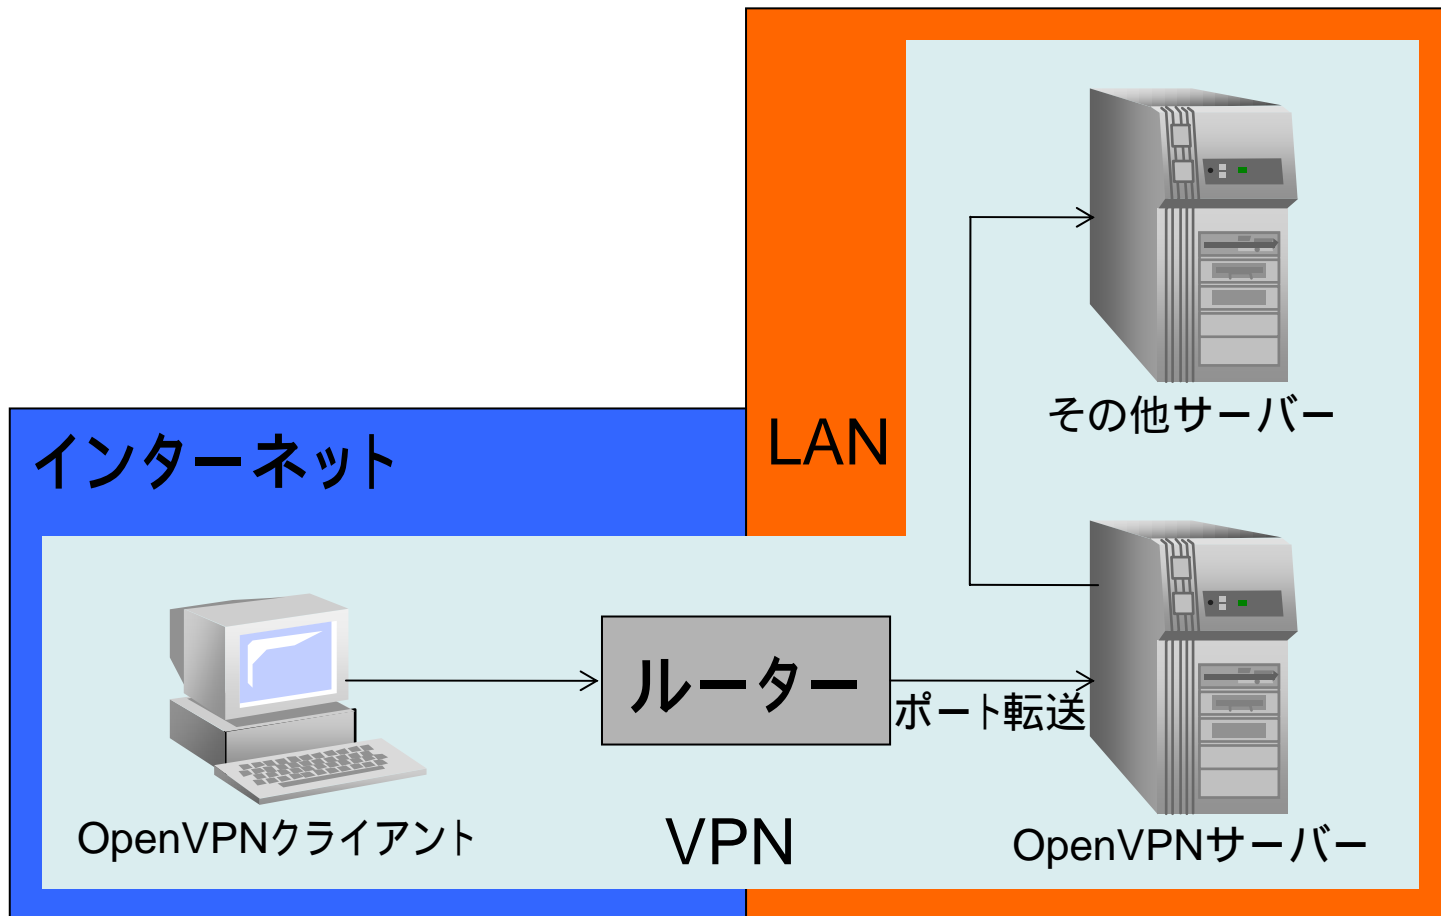 LAN
その他サーバー
インターネット
ルーター
ポート転送
OpenVPNクライアント
VPN
OpenVPNサーバー